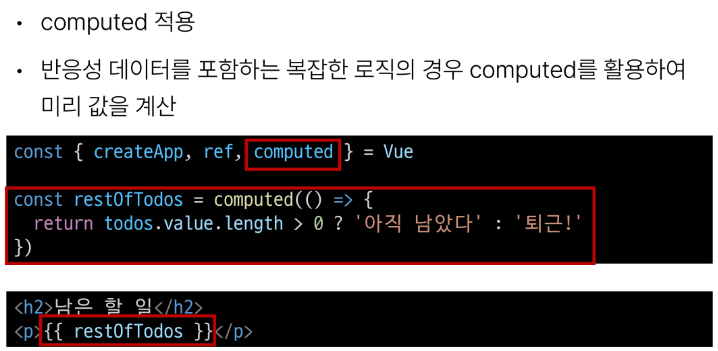 • computed 적용
• 반응성 데이터를 포함하는 복잡한 로직의 경우 computed를 활용하여
미리 값을 계산
const { createApp, ref, computed } = Vue
const restOfTodos = computed(() => {
return todos.value.length > 0 ? '아직 남았다' : '퇴근!'
})
<h2>남은 할 일</h2>
<p>{{ restOfTodos }}</p>